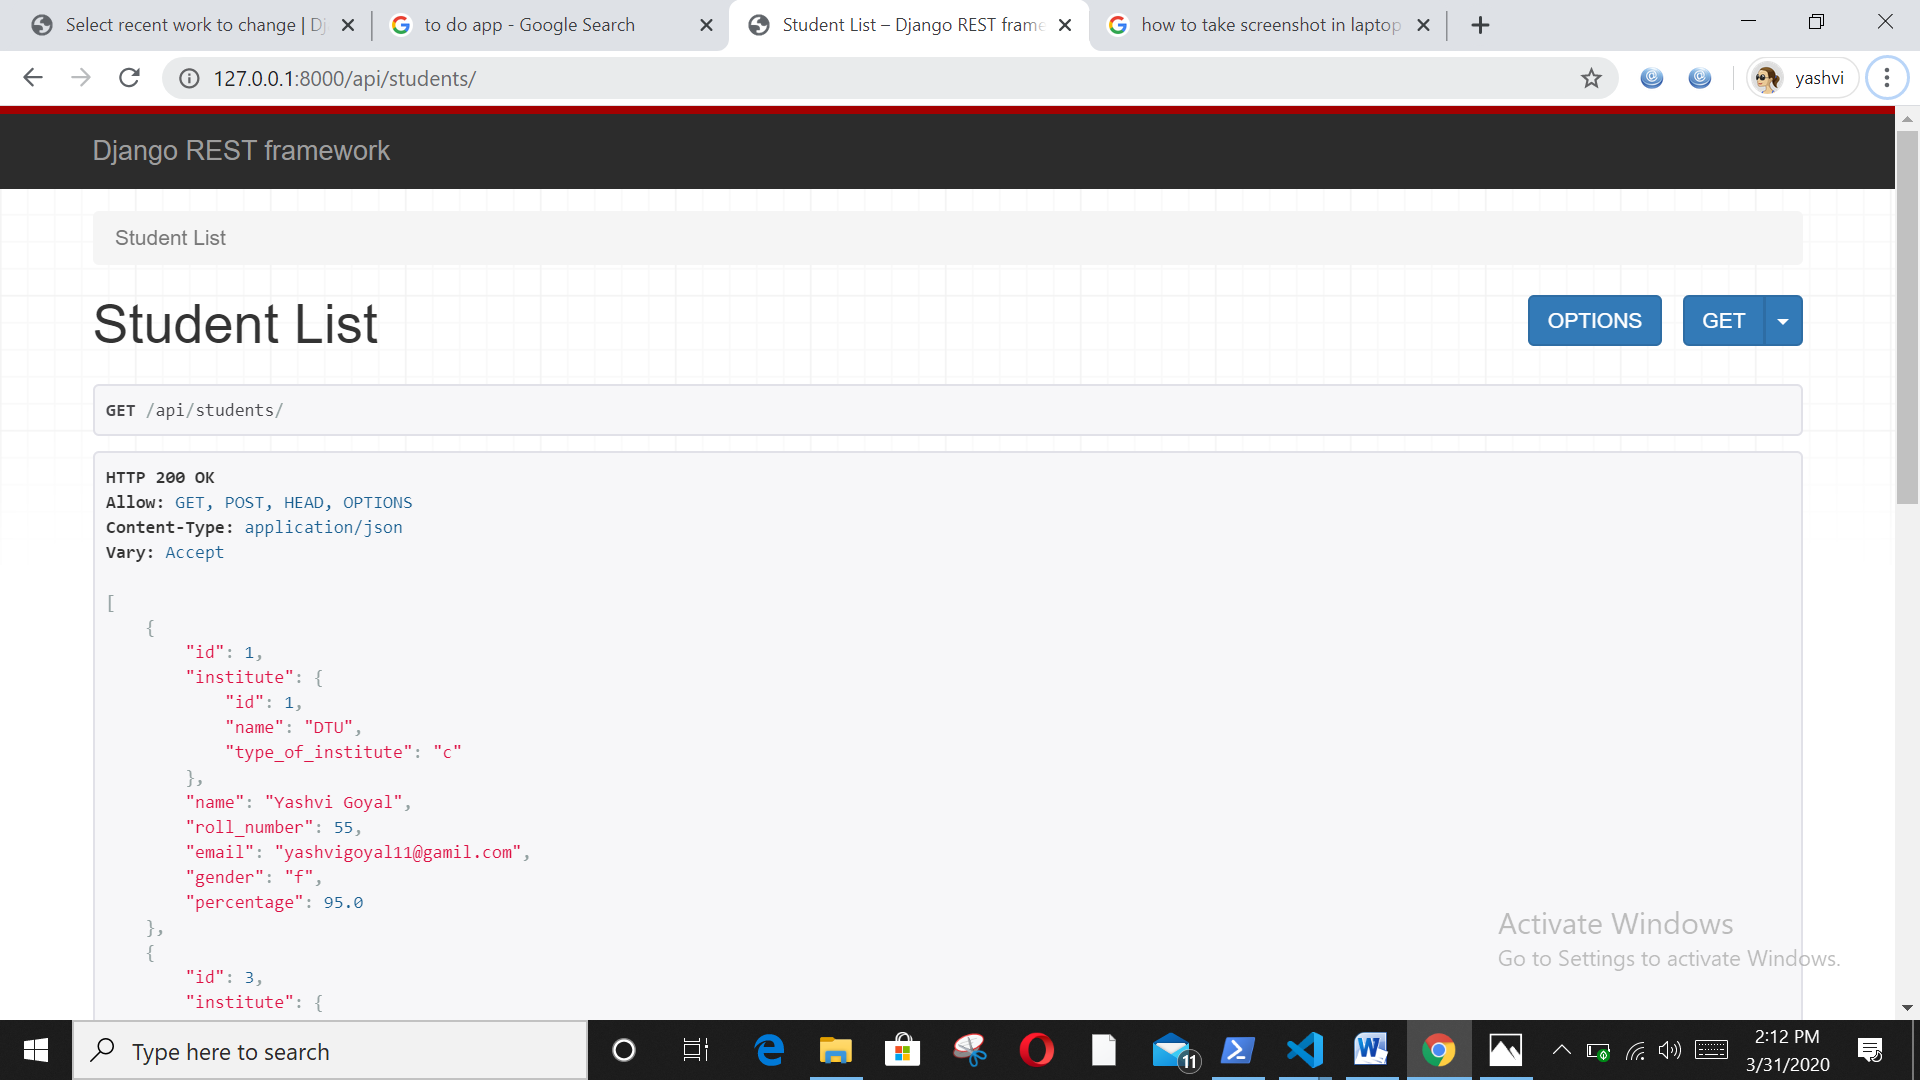 Select recent work to change | Dj
to do app - Google Search
Student List – Django REST frame
how to take screenshot in laptop
127.0.0.1:8000/api/students/
yashvi
Django REST framework
Student List
Student List
OPTIONS
GET
GET /api/students/
HTTP 200 OK
Allow: GET, POST, HEAD, OPTIONS
Content-Type: application/json
Vary: Accept
[
{
"id": 1,
"institute": {
"id": 1,
"name": "DTU",
"type_of_institute": "c"
},
"name": "Yashvi Goyal",
"roll_number": 55,
"email": "yashvigoyal11@gamil.com",
"gender": "f",
"percentage": 95.0
},
{
"id": 3,
"institute": {
Activate Windows
Go to Settings to activate Windows.
Type here to search
11
2:12 PM
3/31/2020